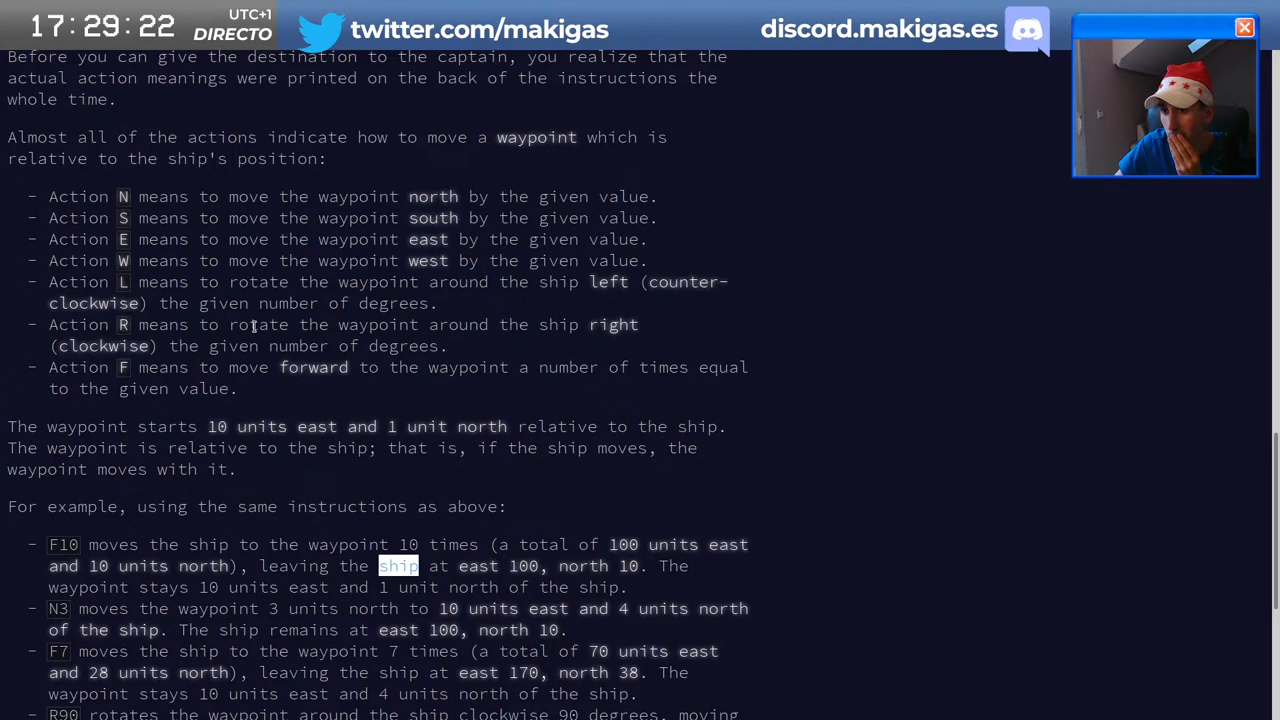 17:29:22
UTC+1
DIRECTO
twitter.com/makigas
discord.makigas.es
Before you can give the destination to the captain, you realize that the
actual action meanings were printed on the back of the instructions the
whole time.
Almost all of the actions indicate how to move a waypoint which is
relative to the ship's position:
- Action N means to move the waypoint north by the given value.
- Action S means to move the waypoint south by the given value.
- Action E means to move the waypoint east by the given value.
- Action W means to move the waypoint west by the given value.
- Action L means to rotate the waypoint around the ship left (counter-
clockwise) the given number of degrees.
- Action R means to rotate the waypoint around the ship right
(clockwise) the given number of degrees.
- Action F means to move forward to the waypoint a number of times equal
to the given value.
The waypoint starts 10 units east and 1 unit north relative to the ship.
The waypoint is relative to the ship; that is, if the ship moves, the
waypoint moves with it.
For example, using the same instructions as above:
- F10 moves the ship to the waypoint 10 times (a total of 100 units east
and 10 units north), leaving the ship at east 100, north 10. The
waypoint stays 10 units east and 1 unit north of the ship.
- N3 moves the waypoint 3 units north to 10 units east and 4 units north
of the ship. The ship remains at east 100, north 10.
- F7 moves the ship to the waypoint 7 times (a total of 70 units east
and 28 units north), leaving the ship at east 170, north 38. The
waypoint stays 10 units east and 4 units north of the ship.
- R90 rotates the waypoint around the ship clockwise 90 degrees, moving